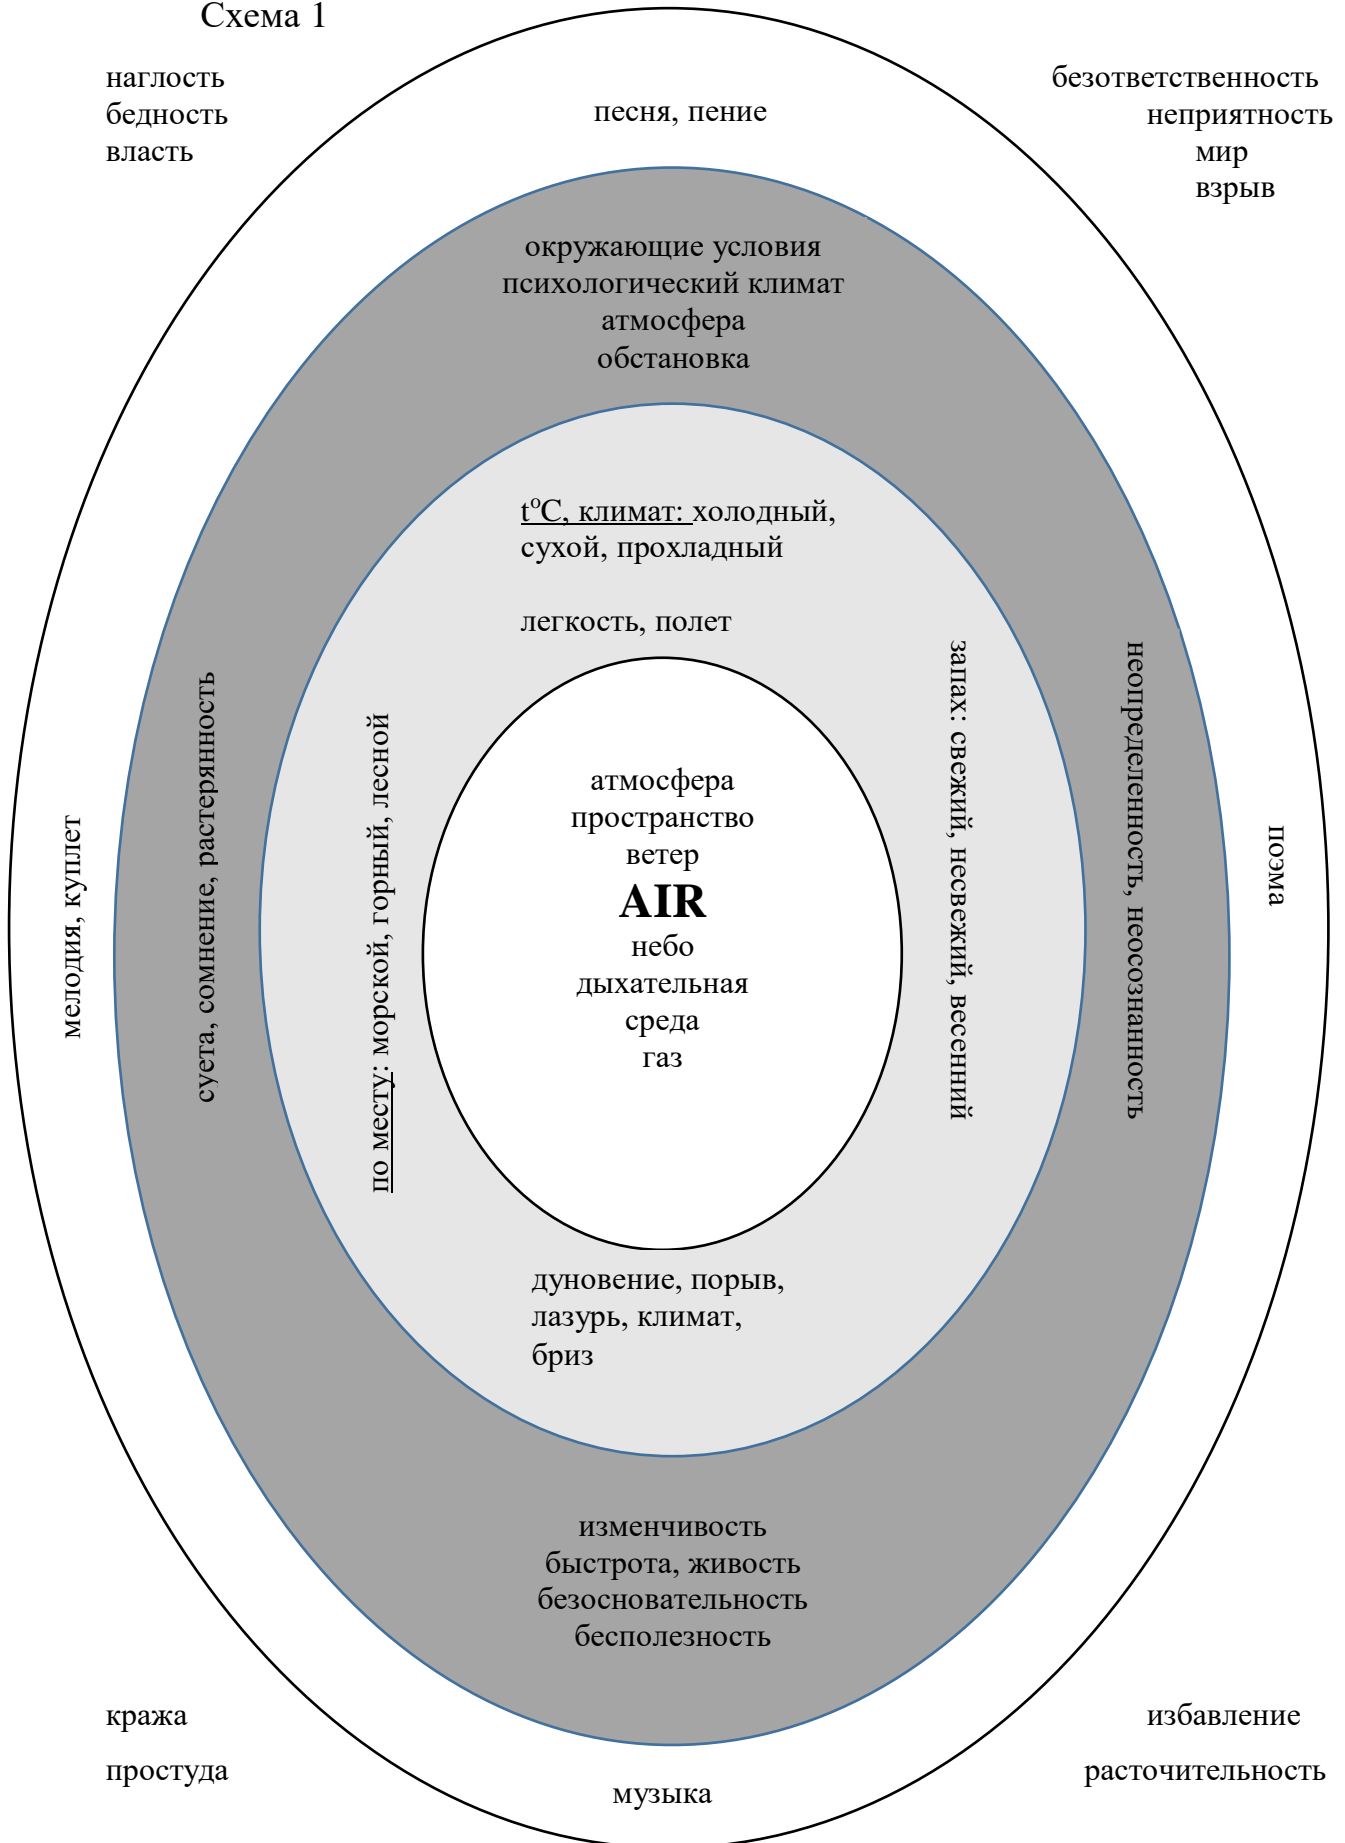 Схема 1
наглость
бедность
власть
безответственность
неприятность
мир
взрыв
песня, пение
окружающие условия
психологический климат
атмосфера
обстановка
t°C, климат: холодный,
сухой, прохладный
легкость, полет
мелодия, куплет
суета, сомнение, растерянность
по месту: морской, горный, лесной
атмосфера
пространство
ветер
AIR
небо
дыхательная
среда
газ
запах: свежий, несвежий, весенний
неопределенность, неосознанность
поэма
дуновение, порыв,
лазурь, климат,
бриз
изменчивость
быстрота, живость
безосновательность
бесполезность
кража
простуда
музыка
избавление
расточительность